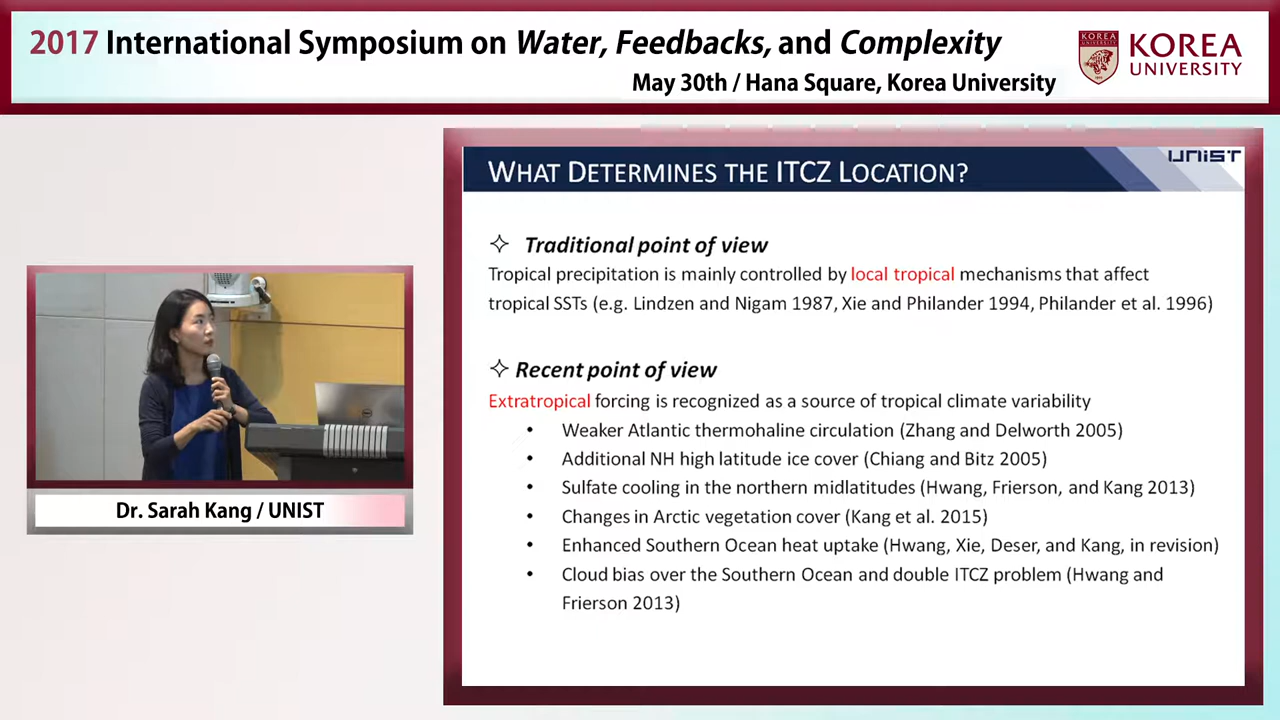 2017 International Symposium on Water, Feedbacks, and Complexity
May 30th / Hana Square, Korea University
KOREA
UNIVERSITY
WHAT DETERMINES THE ITCZ LOCATION?
UNIST
Traditional point of view
Tropical precipitation is mainly controlled by local tropical mechanisms that affect
tropical SSTs (e.g. Lindzen and Nigam 1987, Xie and Philander 1994, Philander et al. 1996)
Recent point of view
Extratropical forcing is recognized as a source of tropical climate variability
• Weaker Atlantic thermohaline circulation (Zhang and Delworth 2005)
• Additional NH high latitude ice cover (Chiang and Bitz 2005)
• Sulfate cooling in the northern midlatitudes (Hwang, Frierson, and Kang 2013)
• Changes in Arctic vegetation cover (Kang et al. 2015)
• Enhanced Southern Ocean heat uptake (Hwang, Xie, Deser, and Kang, in revision)
• Cloud bias over the Southern Ocean and double ITCZ problem (Hwang and
Frierson 2013)
Dr. Sarah Kang / UNIST